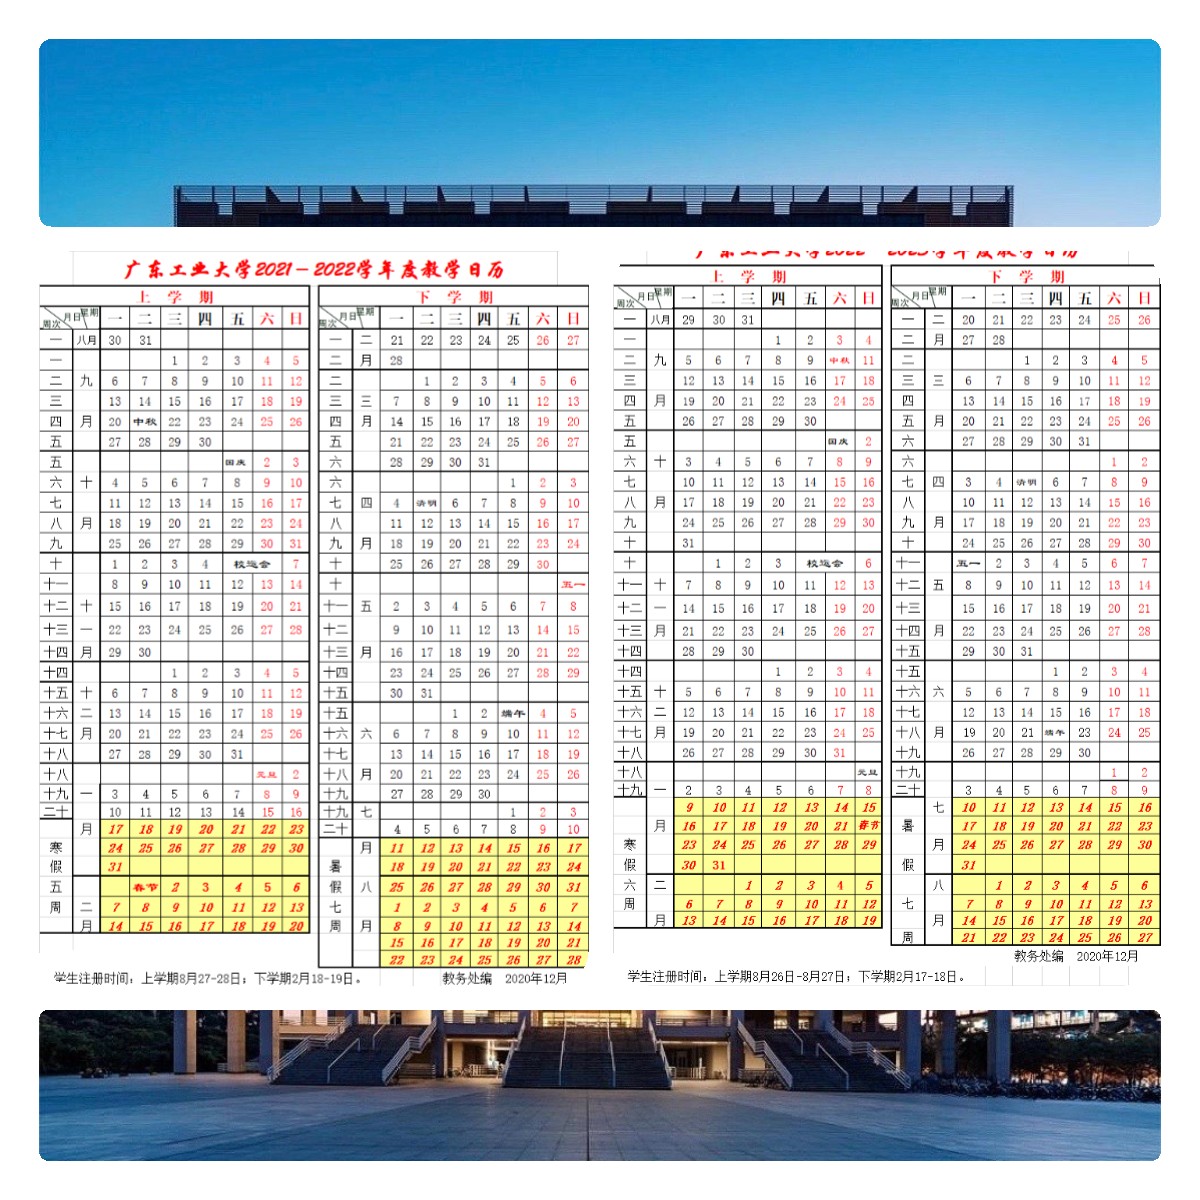 广东工业大学2021－2022学年度教学日历
上 学 期
周次 月日 星期 一 二 三 四 五 六 日
一 八月 30 31
一 1 2 3 4 5
二 九 6 7 8 9 10 11 12
三 13 14 15 16 17 18 19
四 月 20 中秋 22 23 24 25 26
五 27 28 29 30
五 国庆 2 3
六 十 4 5 6 7 8 9 10
七 11 12 13 14 15 16 17
八 月 18 19 20 21 22 23 24
九 25 26 27 28 29 30 31
十 1 2 3 4 校运会 7
十一 8 9 10 11 12 13 14
十二 十 15 16 17 18 19 20 21
十三 一 22 23 24 25 26 27 28
十四 月 29 30
十四 1 2 3 4 5
十五 十 6 7 8 9 10 11 12
十六 二 13 14 15 16 17 18 19
十七 月 20 21 22 23 24 25 26
十八 27 28 29 30 31
十八 元旦 2
十九 一 3 4 5 6 7 8 9
二十 10 11 12 13 14 15 16
月 17 18 19 20 21 22 23
寒 24 25 26 27 28 29 30
假 31
五 春节 2 3 4 5 6
周 二 7 8 9 10 11 12 13
月 14 15 16 17 18 19 20
下 学 期
周次 月日 星期 一 二 三 四 五 六 日
一 二 21 22 23 24 25 26 27
二 月 28
二 1 2 3 4 5 6
三 三 7 8 9 10 11 12 13
四 月 14 15 16 17 18 19 20
五 21 22 23 24 25 26 27
六 28 29 30 31
六 1 2 3
七 四 4 清明 6 7 8 9 10
八 11 12 13 14 15 16 17
九 月 18 19 20 21 22 23 24
十 25 26 27 28 29 30
十 五一
十一 五 2 3 4 5 6 7 8
十二 9 10 11 12 13 14 15
十三 月 16 17 18 19 20 21 22
十四 23 24 25 26 27 28 29
十五 30 31
十五 1 2 端午 4 5
十六 六 6 7 8 9 10 11 12
十七 13 14 15 16 17 18 19
十八 月 20 21 22 23 24 25 26
十九 27 28 29 30
十九 七 1 2 3
二十 4 5 6 7 8 9 10
月 11 12 13 14 15 16 17
暑 18 19 20 21 22 23 24
假 八 25 26 27 28 29 30 31
七 1 2 3 4 5 6 7
周 月 8 9 10 11 12 13 14
15 16 17 18 19 20 21
22 23 24 25 26 27 28
学生注册时间：上学期8月27-28日；下学期2月18-19日。 教务处编 2020年12月
广东工业大学2022－2023学年度教学日历
上 学 期
周次 月日 星期 一 二 三 四 五 六 日
一 八月 29 30 31
一 1 2 3 4
二 九 5 6 7 8 9 中秋 11
三 12 13 14 15 16 17 18
四 月 19 20 21 22 23 24 25
五 26 27 28 29 30
五 国庆 2
六 十 3 4 5 6 7 8 9
七 10 11 12 13 14 15 16
八 月 17 18 19 20 21 22 23
九 24 25 26 27 28 29 30
十 31
十 1 2 3 校运会 6
十一 十 7 8 9 10 11 12 13
十二 一 14 15 16 17 18 19 20
十三 月 21 22 23 24 25 26 27
十四 28 29 30
十四 1 2 3 4
十五 十 5 6 7 8 9 10 11
十六 二 12 13 14 15 16 17 18
十七 月 19 20 21 22 23 24 25
十八 26 27 28 29 30 31
十八 元旦
十九 一 2 3 4 5 6 7 8
9 10 11 12 13 14 15
月 16 17 18 19 20 21 春节
寒 23 24 25 26 27 28 29
假 30 31
六 二 1 2 3 4 5
周 6 7 8 9 10 11 12
月 13 14 15 16 17 18 19
下 学 期
周次 月日 星期 一 二 三 四 五 六 日
一 二 20 21 22 23 24 25 26
二 月 27 28
二 1 2 3 4 5
三 三 6 7 8 9 10 11 12
四 13 14 15 16 17 18 19
五 月 20 21 22 23 24 25 26
六 27 28 29 30 31
六 1 2
七 四 3 4 清明 6 7 8 9
八 10 11 12 13 14 15 16
九 月 17 18 19 20 21 22 23
十 24 25 26 27 28 29 30
十一 五一 2 3 4 5 6 7
十二 五 8 9 10 11 12 13 14
十三 15 16 17 18 19 20 21
十四 月 22 23 24 25 26 27 28
十五 29 30 31
十五 1 2 3 4
十六 六 5 6 7 8 9 10 11
十七 12 13 14 15 16 17 18
十八 月 19 20 21 端午 23 24 25
十九 26 27 28 29 30
十九 1 2
二十 3 4 5 6 7 8 9
七 10 11 12 13 14 15 16
暑 17 18 19 20 21 22 23
月 24 25 26 27 28 29 30
假 31
八 1 2 3 4 5 6
七 7 8 9 10 11 12 13
月 14 15 16 17 18 19 20
周 21 22 23 24 25 26 27
教务处编 2020年12月
学生注册时间：上学期8月26日-8月27日；下学期2月17-18日。